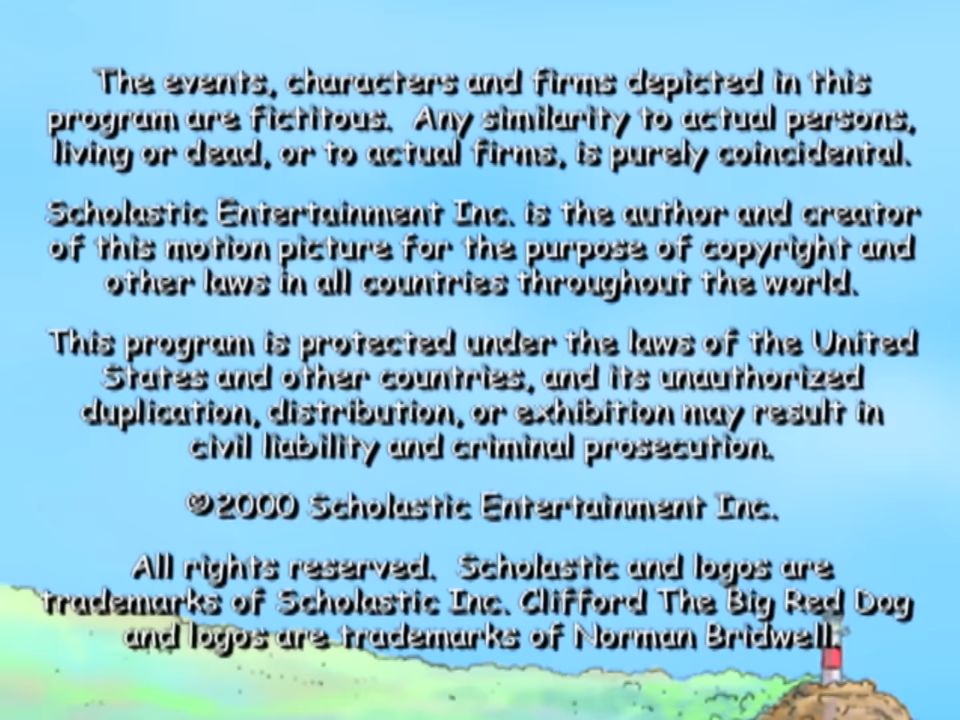 The events, characters and firms depicted in this
program are fictitous.  Any similarity to actual persons,
living or dead, or to actual firms, is purely coincidental.
Scholastic Entertainment Inc. is the author and creator
of this motion picture for the purpose of copyright and
other laws in all countries throughout the world.
This program is protected under the laws of the United
States and other countries, and its unauthorized
duplication, distribution, or exhibition may result in
civil liability and criminal prosecution.
©2000 Scholastic Entertainment Inc.
All rights reserved.  Scholastic and logos are
trademarks of Scholastic Inc. Clifford The Big Red Dog
and logos are trademarks of Norman Bridwell.